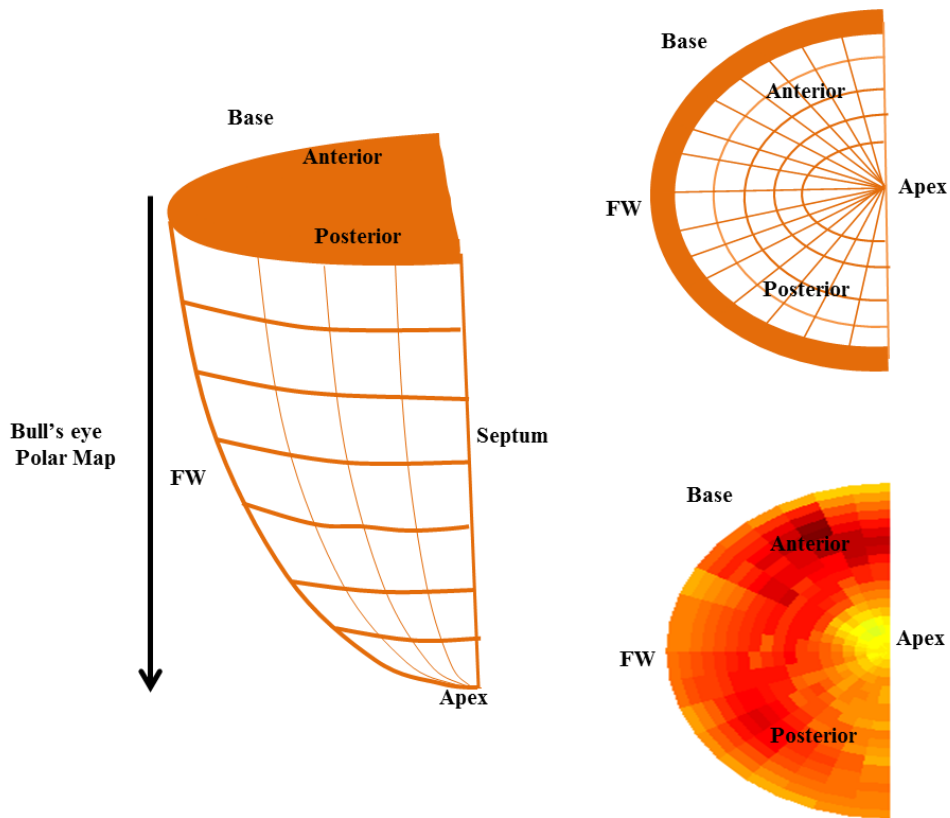 Base
Anterior
Posterior
Bull's eye
Polar Map
FW
Septum
Apex
Base
Anterior
Apex
FW
Posterior
Base
Anterior
Apex
FW
Posterior